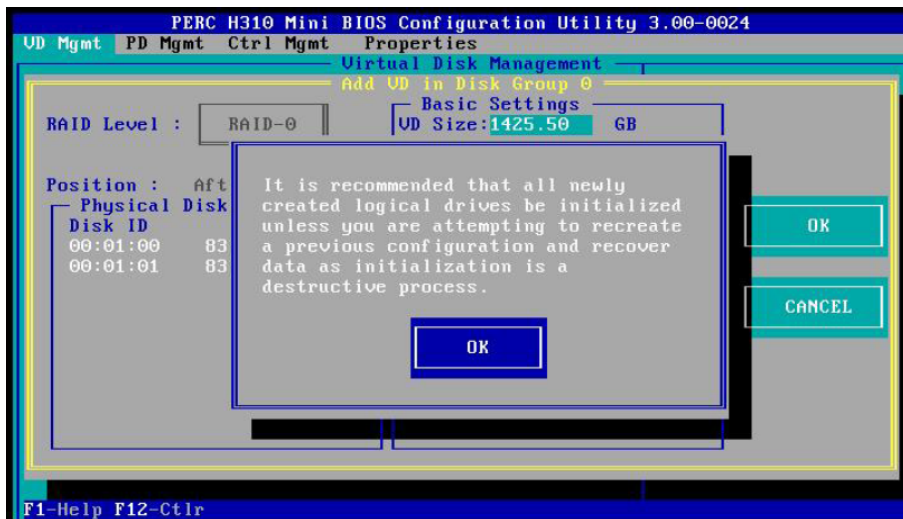 PERC H310 Mini BIOS Configuration Utility 3.00-0024
VD Mgmt PD Mgmt Ctrl Mgmt Properties
Virtual Disk Management
Add VD in Disk Group 0
Basic Settings
RAID Level : RAID-0 VD Size:1425.50 GB
Position : Aft
Physical Disk
Disk ID
00:01:00 83
00:01:01 83
It is recommended that all newly
created logical drives be initialized
unless you are attempting to recreate
a previous configuration and recover
data as initialization is a
destructive process.
OK
OK
CANCEL
F1-Help F12-Ctlr